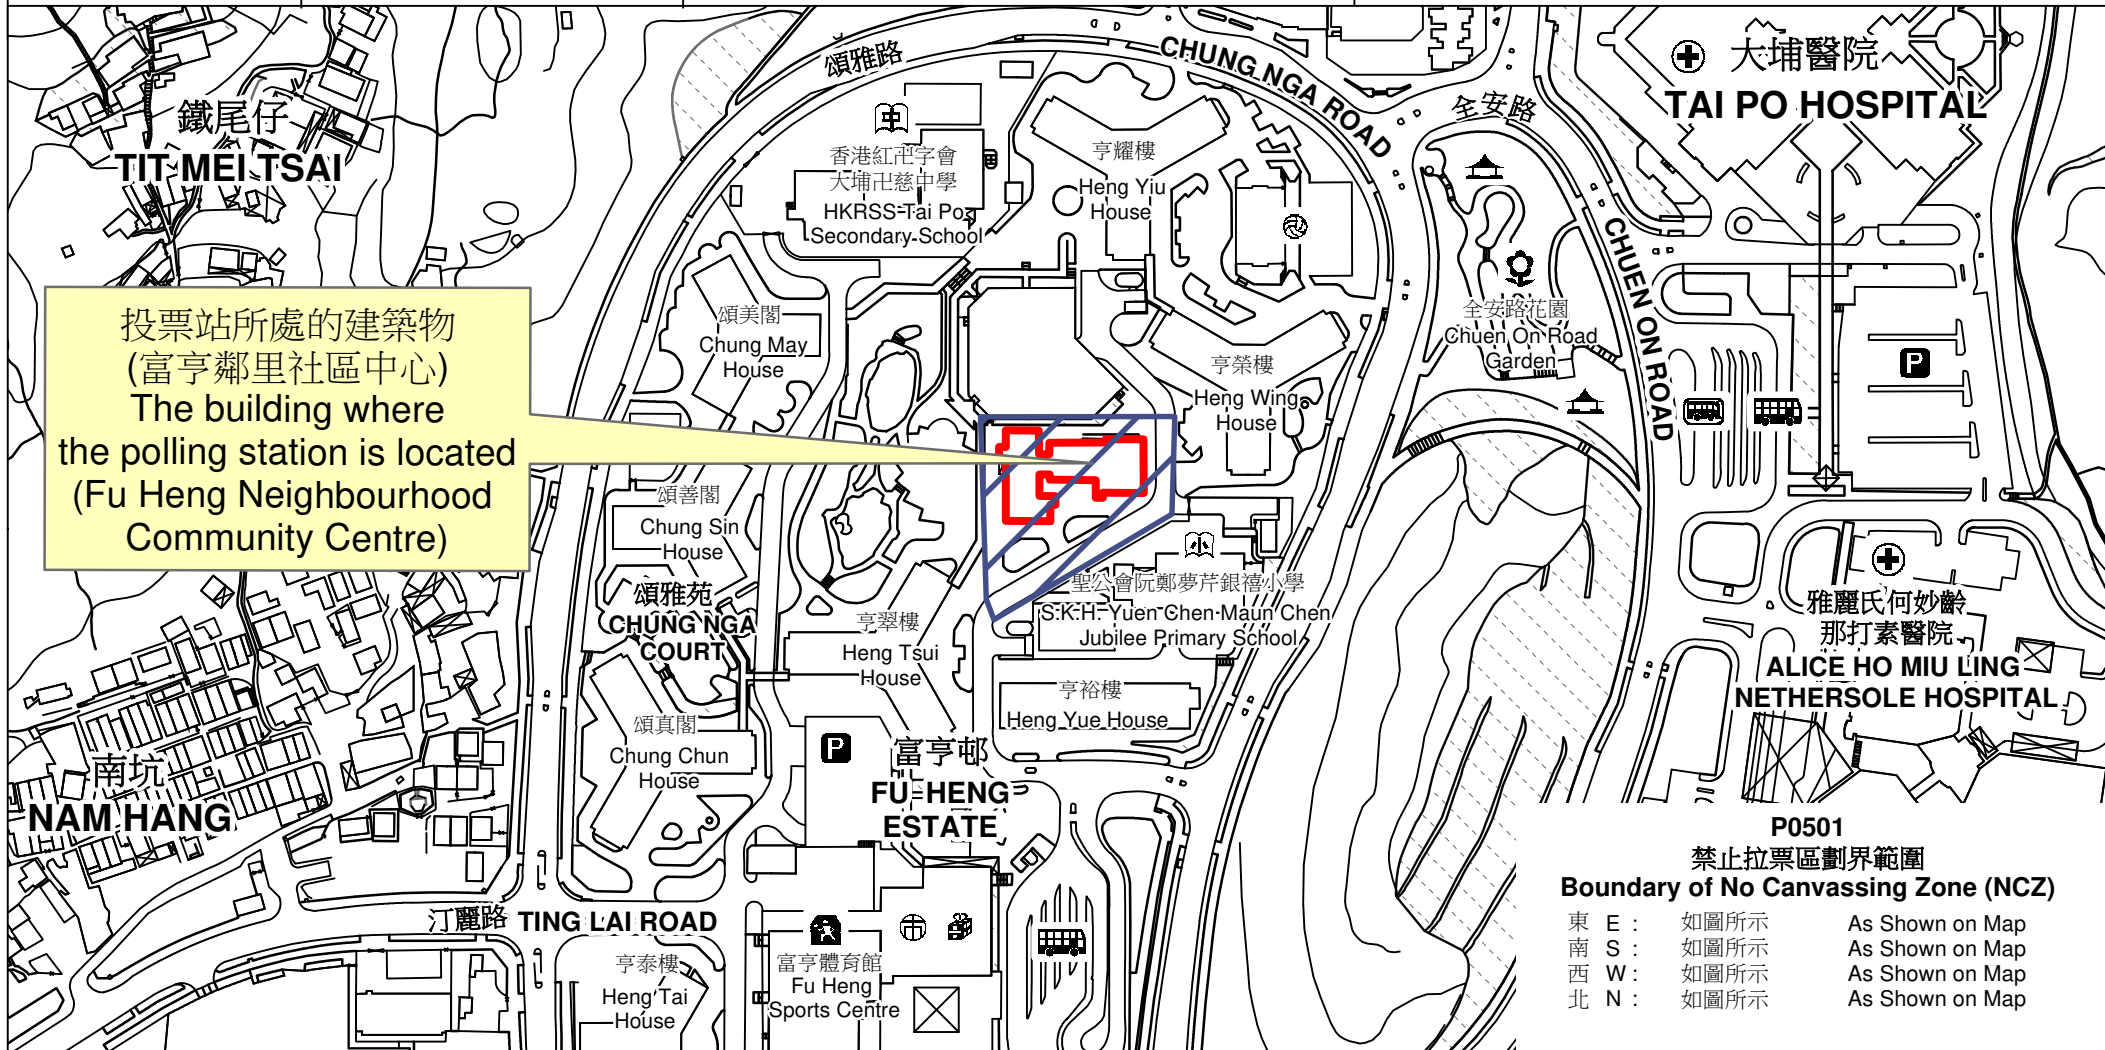 頌雅路
CHUNG NGA ROAD
全安路
大埔醫院
TAI PO HOSPITAL
鐵尾仔
TIT MEI TSAI
中
香港紅卍字會
大埔卍慈中學
HKRSS Tai Po
Secondary School
亨耀樓
Heng Yiu
House
CHUEN ON ROAD
投票站所處的建築物
(富亨鄰里社區中心)
The building where
the polling station is located
(Fu Heng Neighbourhood
Community Centre)
頌美閣
Chung May
House
亨榮樓
Heng Wing
House
全安路花園
Chuen On Road
Garden
P
頌善閣
Chung Sin
House
小
聖公會阮鄭夢芹銀禧小學
S.K.H. Yuen Chen Maun Chen
Jubilee Primary School
頌雅苑
CHUNG NGA
COURT
亨翠樓
Heng Tsui
House
雅麗氏何妙齡
那打素醫院
ALICE HO MIU LING
NETHERSOLE HOSPITAL
亨裕樓
Heng Yue House
頌真閣
Chung Chun
House
P
富亨邨
FU HENG
ESTATE
南坑
NAM HANG
汀麗路 TING LAI ROAD
亨泰樓
Heng Tai
House
市
富亨體育館
Fu Heng
Sports Centre
P0501
禁止拉票區劃界範圍
Boundary of No Canvassing Zone (NCZ)
東 E : 如圖所示 As Shown on Map
南 S : 如圖所示 As Shown on Map
西 W : 如圖所示 As Shown on Map
北 N : 如圖所示 As Shown on Map